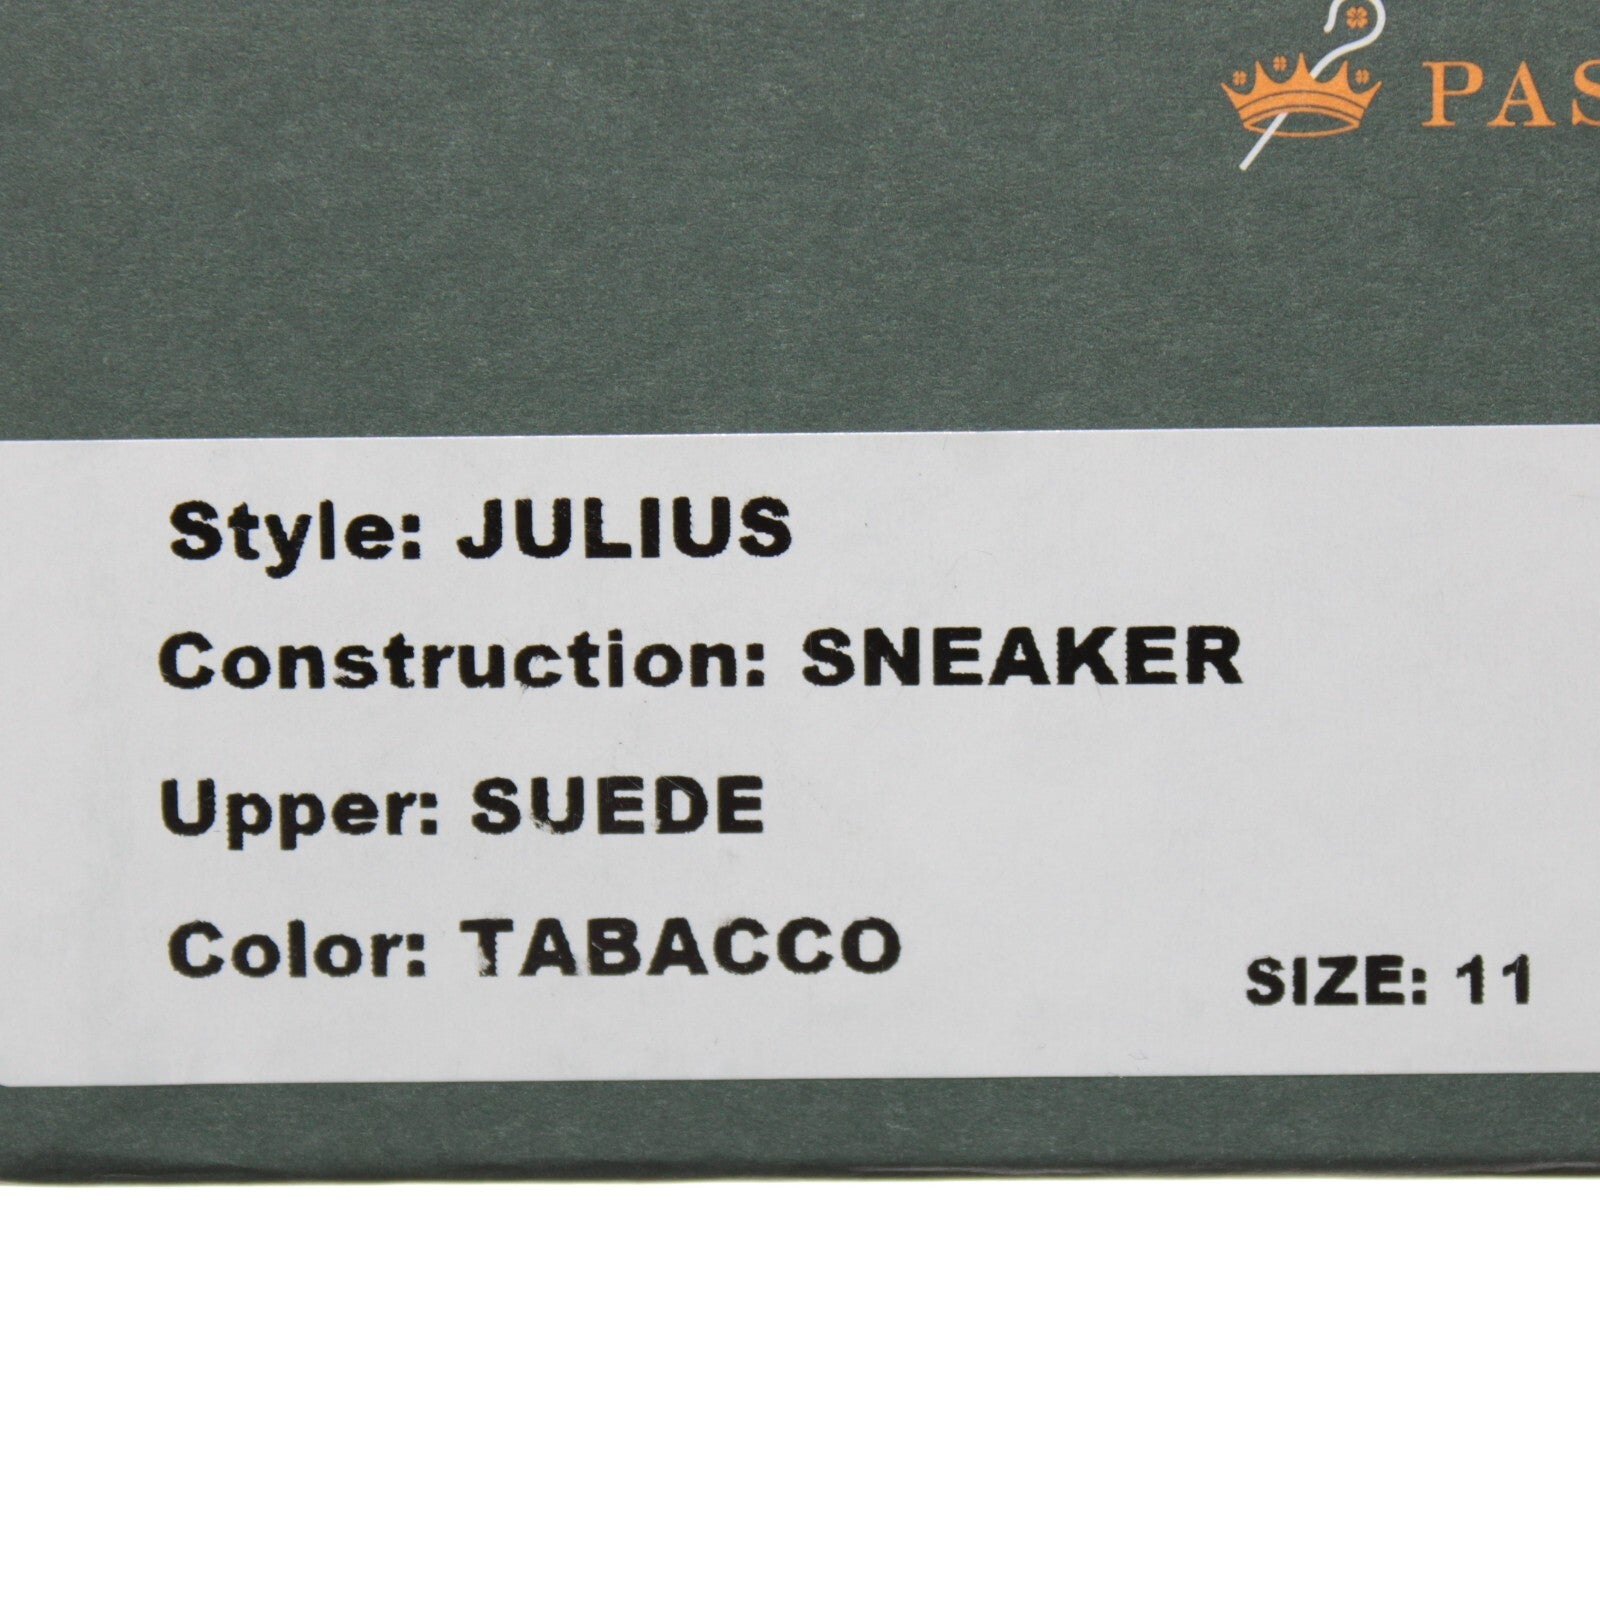 PAS
Style: JULIUS
Construction: SNEAKER
Upper: SUEDE
Color: TABACCO
SIZE: 11